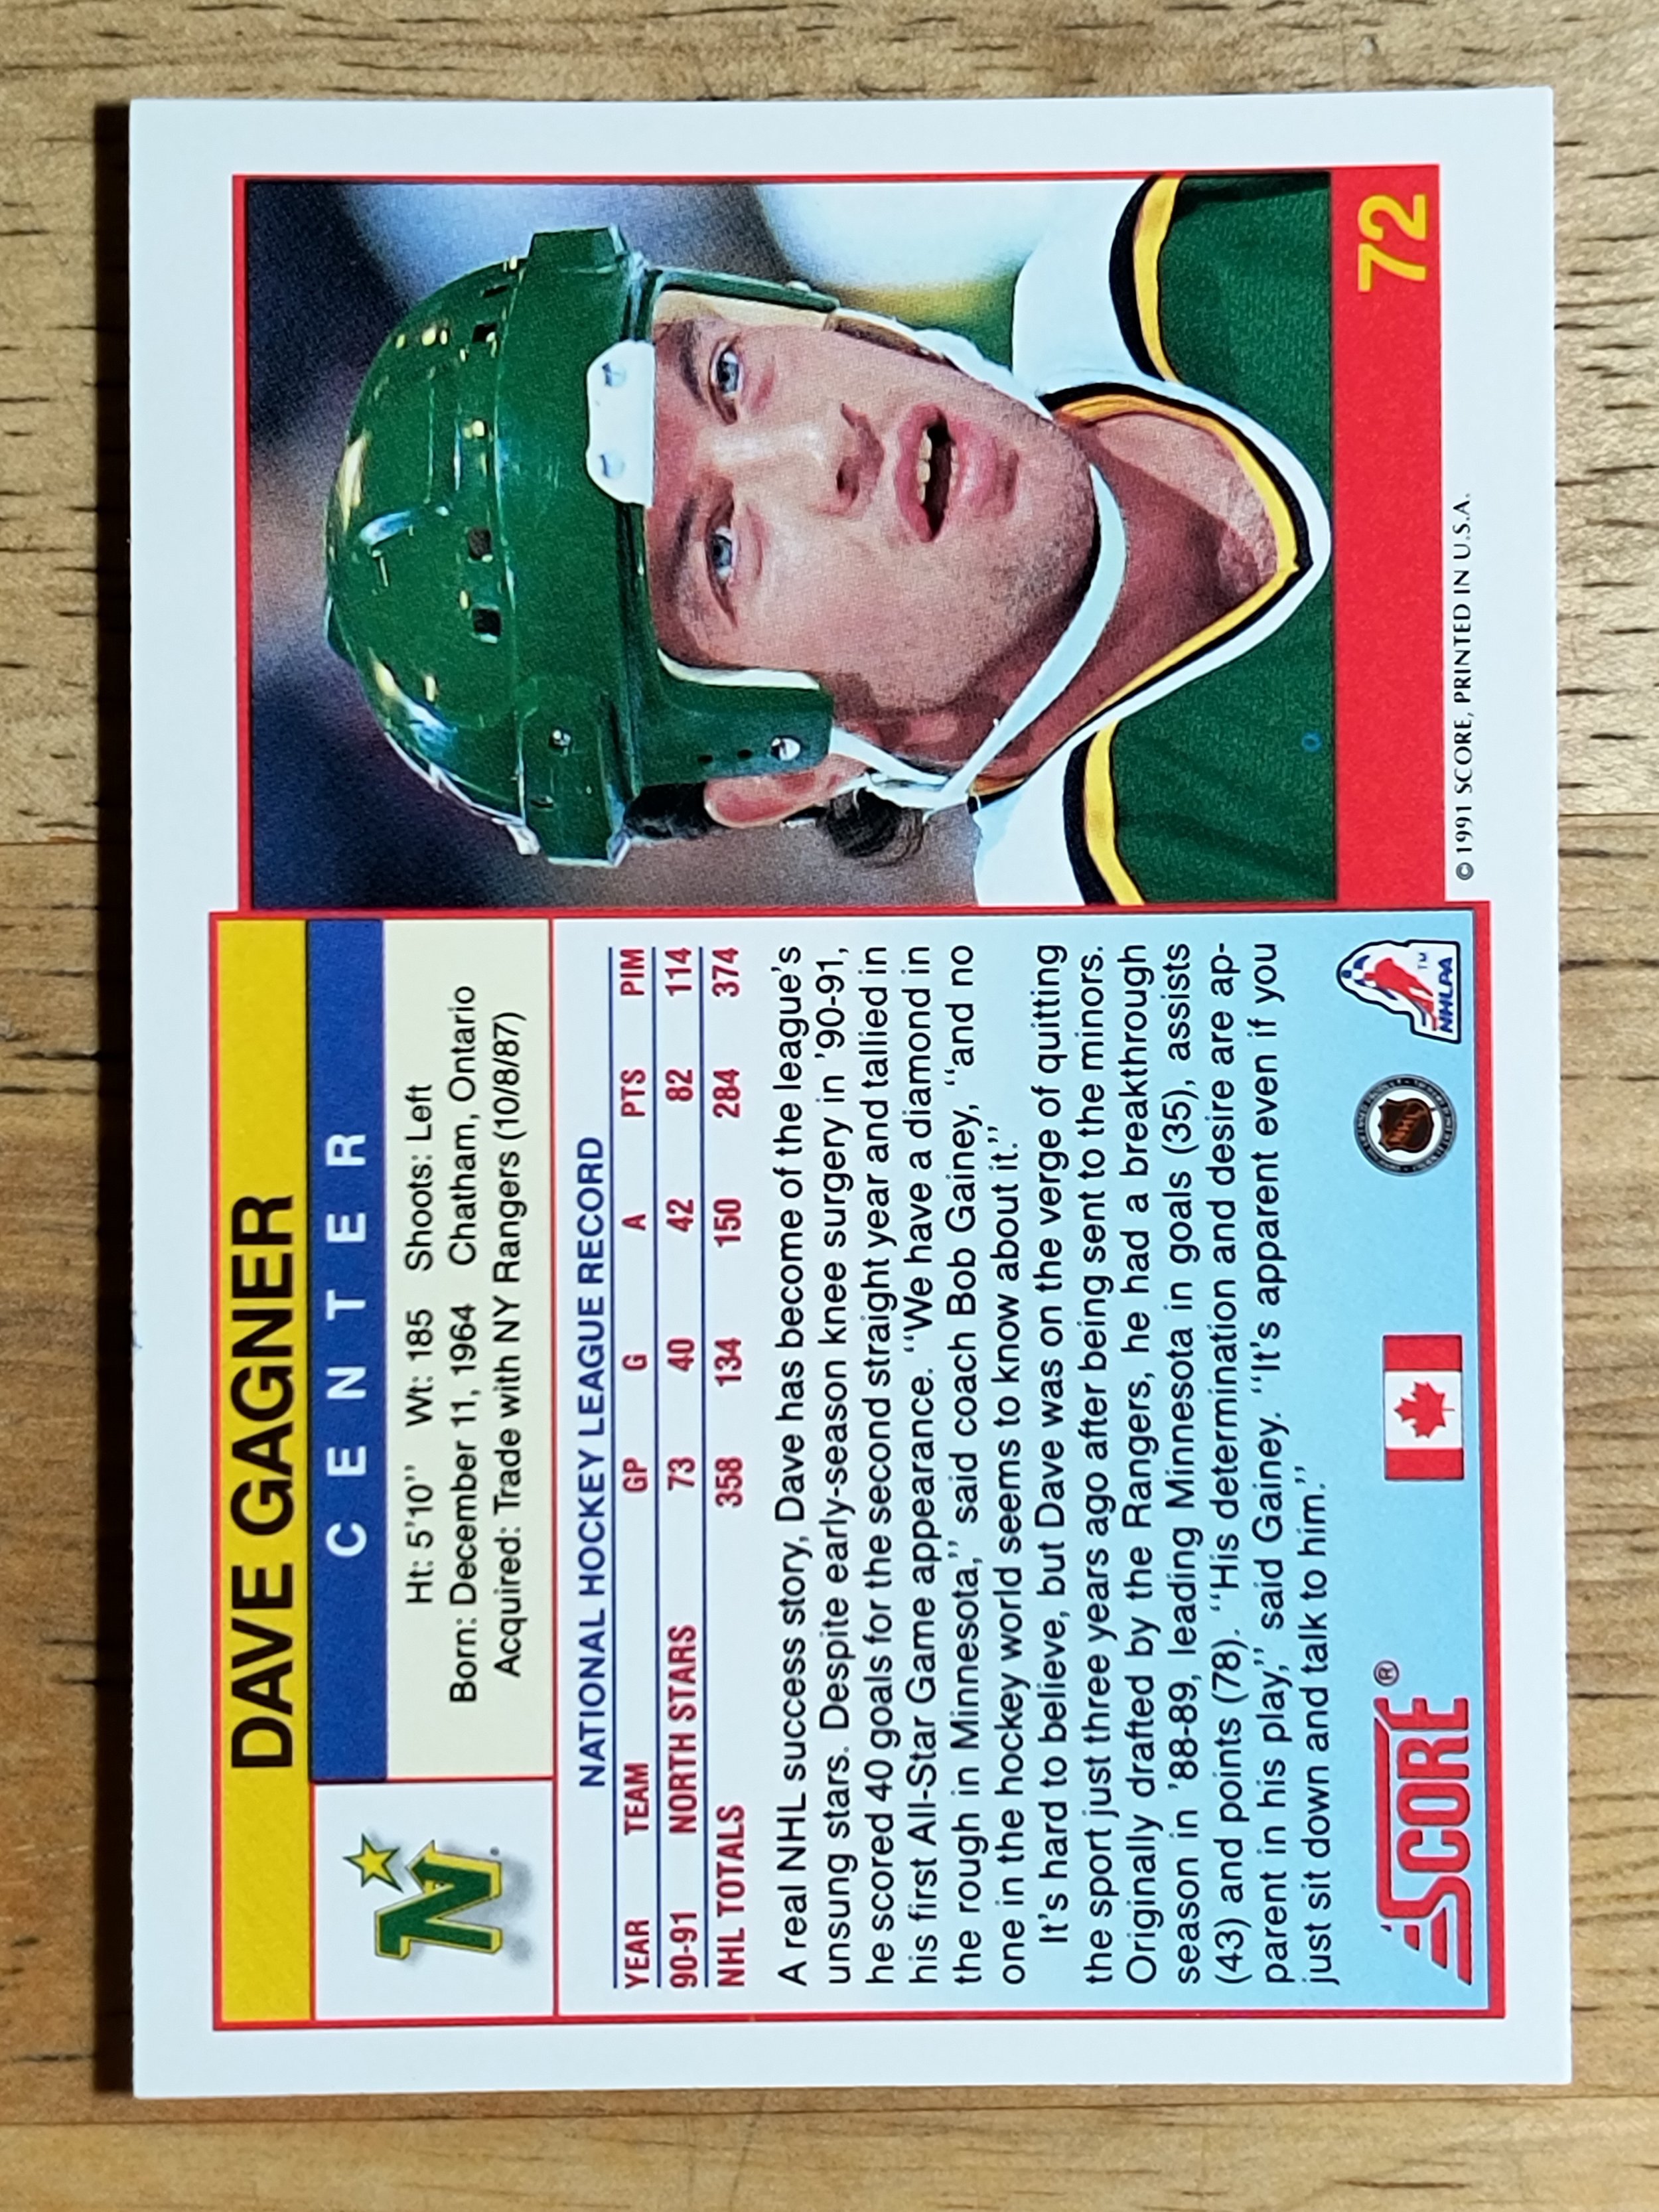 DAVE GAGNER
CENTER
Ht: 5'10" Wt: 185 Shoots: Left
Born: December 11, 1964 Chatham, Ontario
Acquired: Trade with NY Rangers (10/8/87)
NATIONAL HOCKEY LEAGUE RECORD
YEAR TEAM GP G A PTS PIM
90-91 NORTH STARS 73 40 42 82 114
NHL TOTALS 358 134 150 284 374
A real NHL success story, Dave has become of the league's
unsung stars. Despite early-season knee surgery in '90-91,
he scored 40 goals for the second straight year and tallied in
his first All-Star Game appearance. "We have a diamond in
the rough in Minnesota," said coach Bob Gainey, "and no
one in the hockey world seems to know about it."
It's hard to believe, but Dave was on the verge of quitting
the sport just three years ago after being sent to the minors.
Originally drafted by the Rangers, he had a breakthrough
season in '88-89, leading Minnesota in goals (35), assists
(43) and points (78). "His determination and desire are ap-
parent in his play," said Gainey. "It's apparent even if you
just sit down and talk to him."
SCORE®
NHL
NHLPA
TM
72
© 1991 SCORE, PRINTED IN U.S.A.